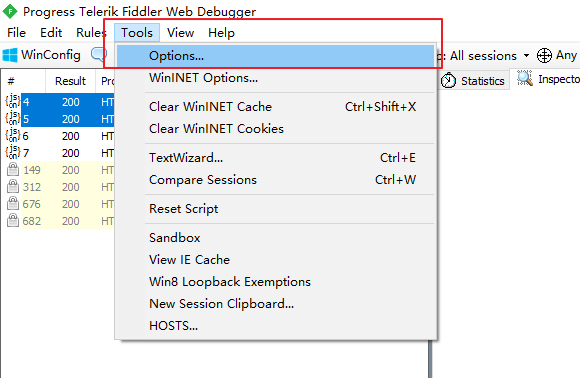 Progress Telerik Fiddler Web Debugger
File Edit Rules Tools View Help
WinConfig : All sessions Any
Options...
WinINET Options...
Clear WinINET Cache Ctrl+Shift+X
Clear WinINET Cookies
TextWizard... Ctrl+E
Compare Sessions Ctrl+W
Reset Script
Sandbox
View IE Cache
Win8 Loopback Exemptions
New Session Clipboard...
HOSTS...
Statistics Inspecto
# Result Pro
4 200 HT
5 200 HT
6 200 HT
7 200 HT
149 200 HT
312 200 HT
676 200 HT
682 200 HT